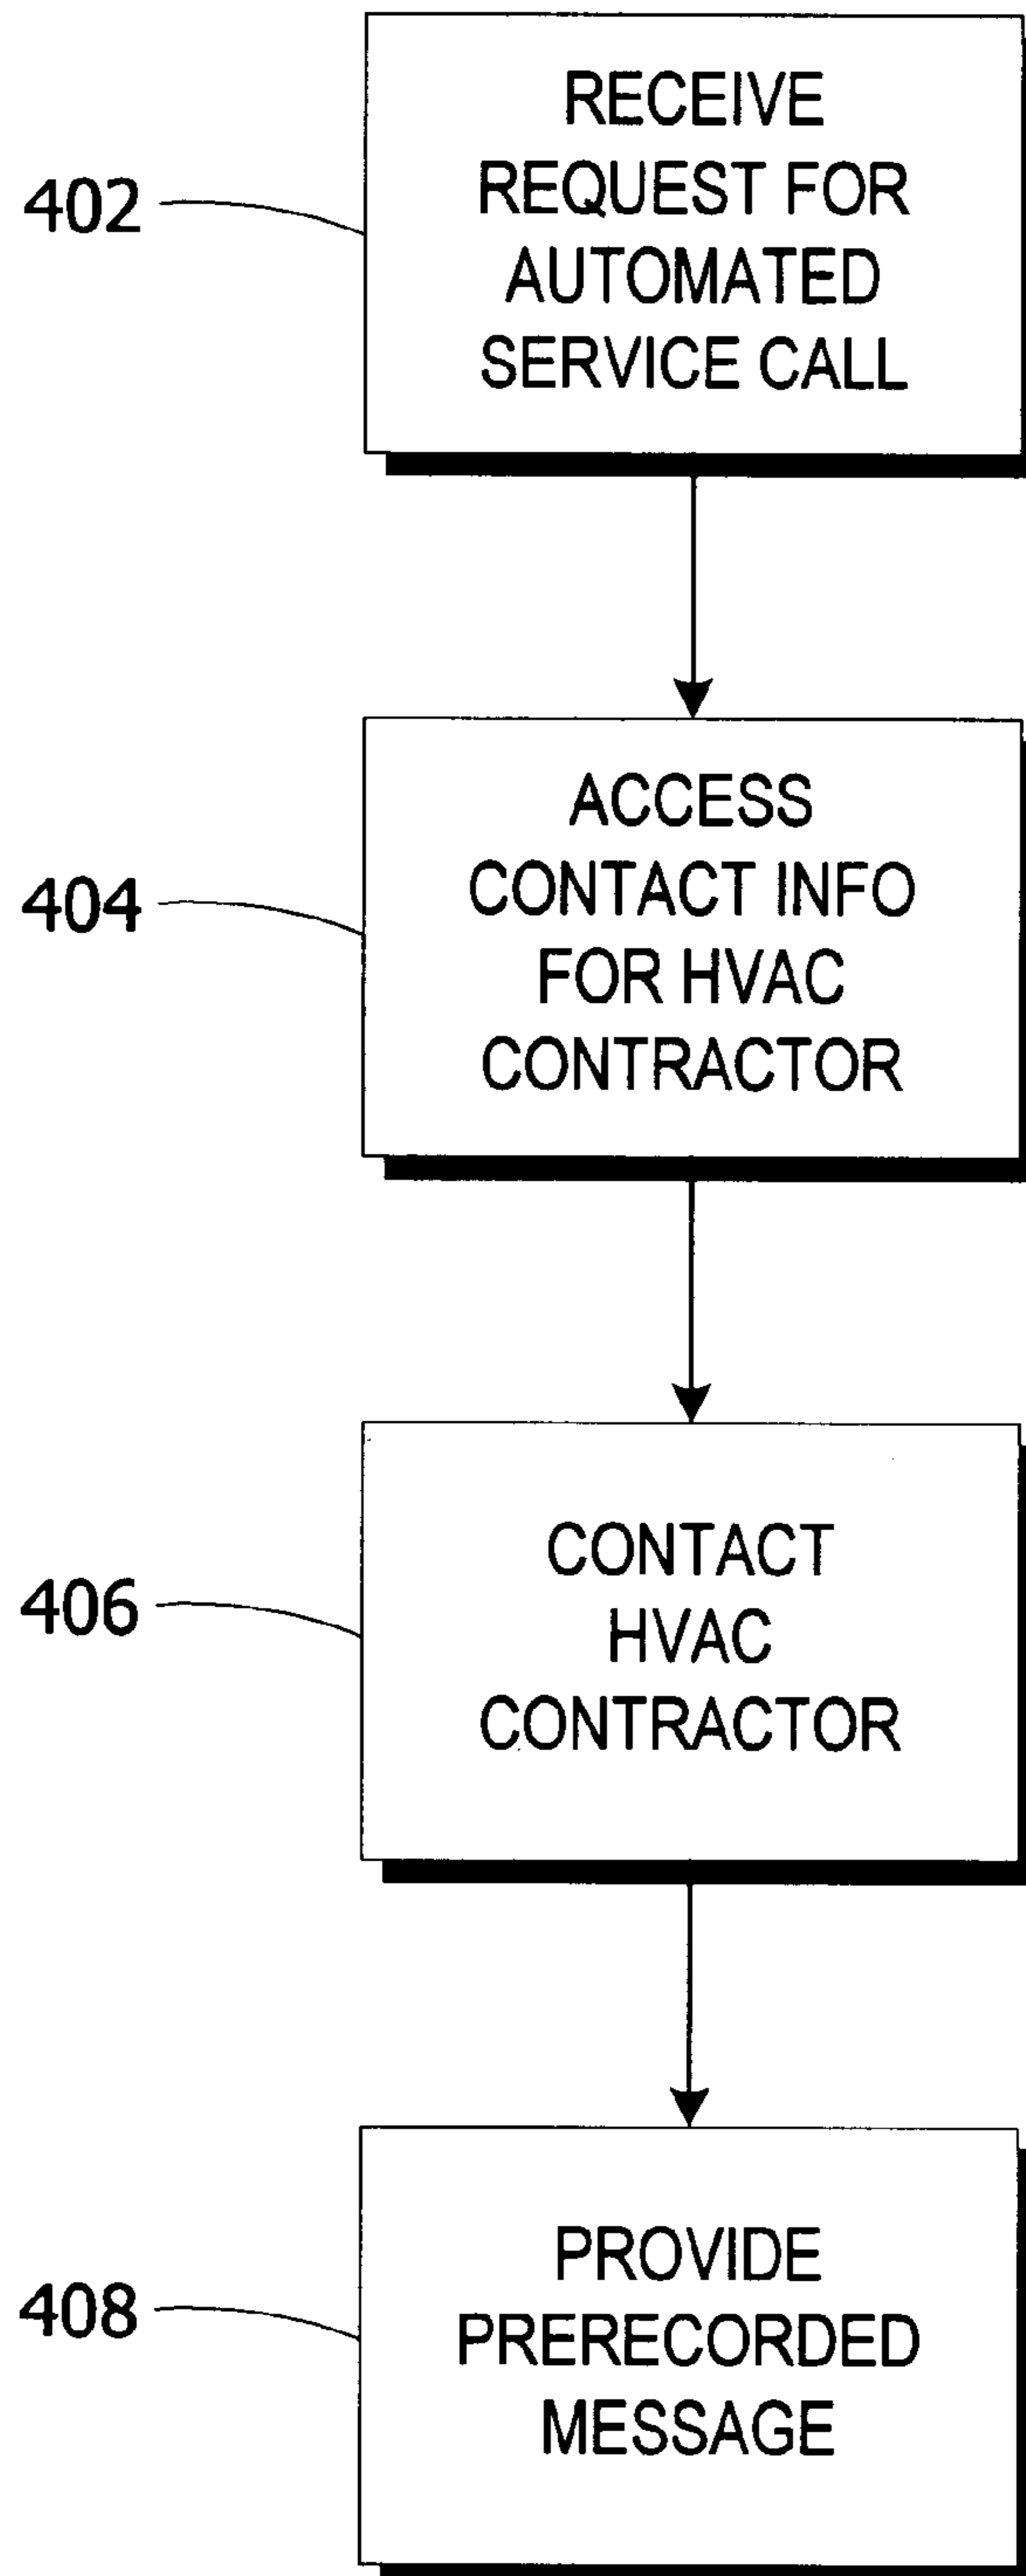 402
RECEIVE
REQUEST FOR
AUTOMATED
SERVICE CALL
404
ACCESS
CONTACT INFO
FOR HVAC
CONTRACTOR
406
CONTACT
HVAC
CONTRACTOR
408
PROVIDE
PRERECORDED
MESSAGE